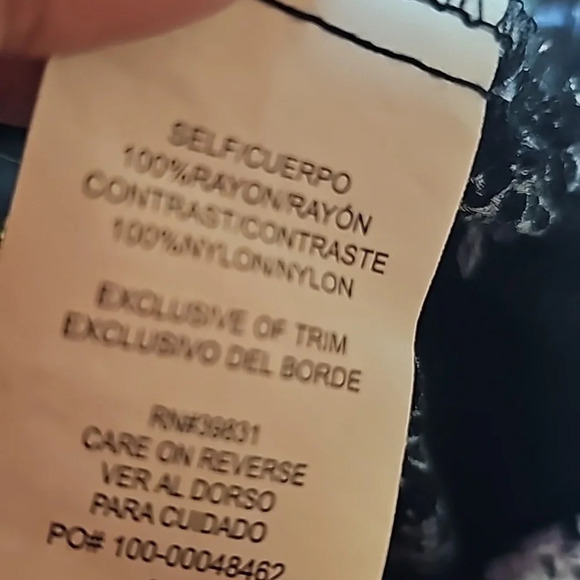 SELF/CUERPO
100%RAYON/RAYÓN
CONTRAST/CONTRASTE
100%NYLON/NYLON
EXCLUSIVE OF TRIM
EXCLUSIVO DEL BORDE
RN#39831
CARE ON REVERSE
VER AL DORSO
PARA CUIDADO
PO# 100-00048462